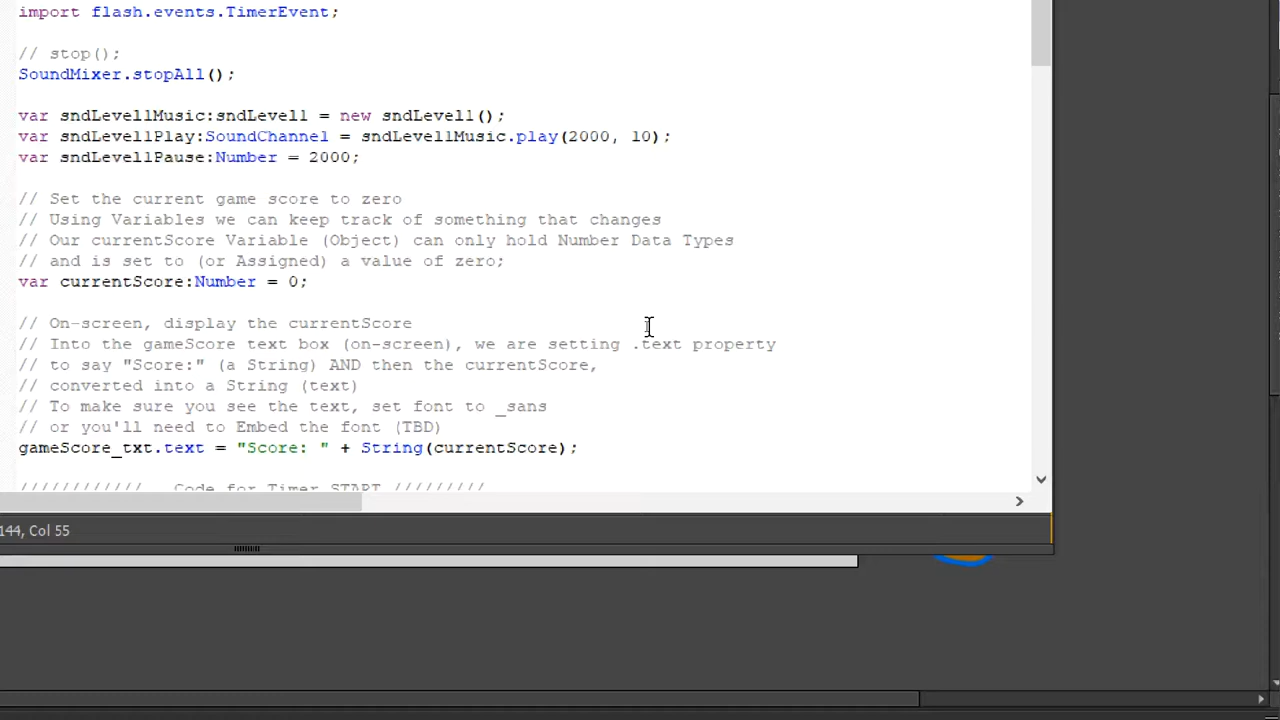 import flash.events.TimerEvent;
// stop();
SoundMixer.stopAll();
var sndLevel1Music:sndLevel1 = new sndLevel1();
var sndLevel1Play:SoundChannel = sndLevel1Music.play(2000, 10);
var sndLevel1Pause:Number = 2000;
// Set the current game score to zero
// Using Variables we can keep track of something that changes
// Our currentScore Variable (Object) can only hold Number Data Types
// and is set to (or Assigned) a value of zero;
var currentScore:Number = 0;
// On-screen, display the currentScore
// Into the gameScore text box (on-screen), we are setting .text property
// to say "Score:" (a String) AND then the currentScore,
// converted into a String (text)
// To make sure you see the text, set font to _sans
// or you'll need to Embed the font (TBD)
gameScore_txt.text = "Score: " + String(currentScore);
//////////// Code for Timer START /////////
144, Col 55